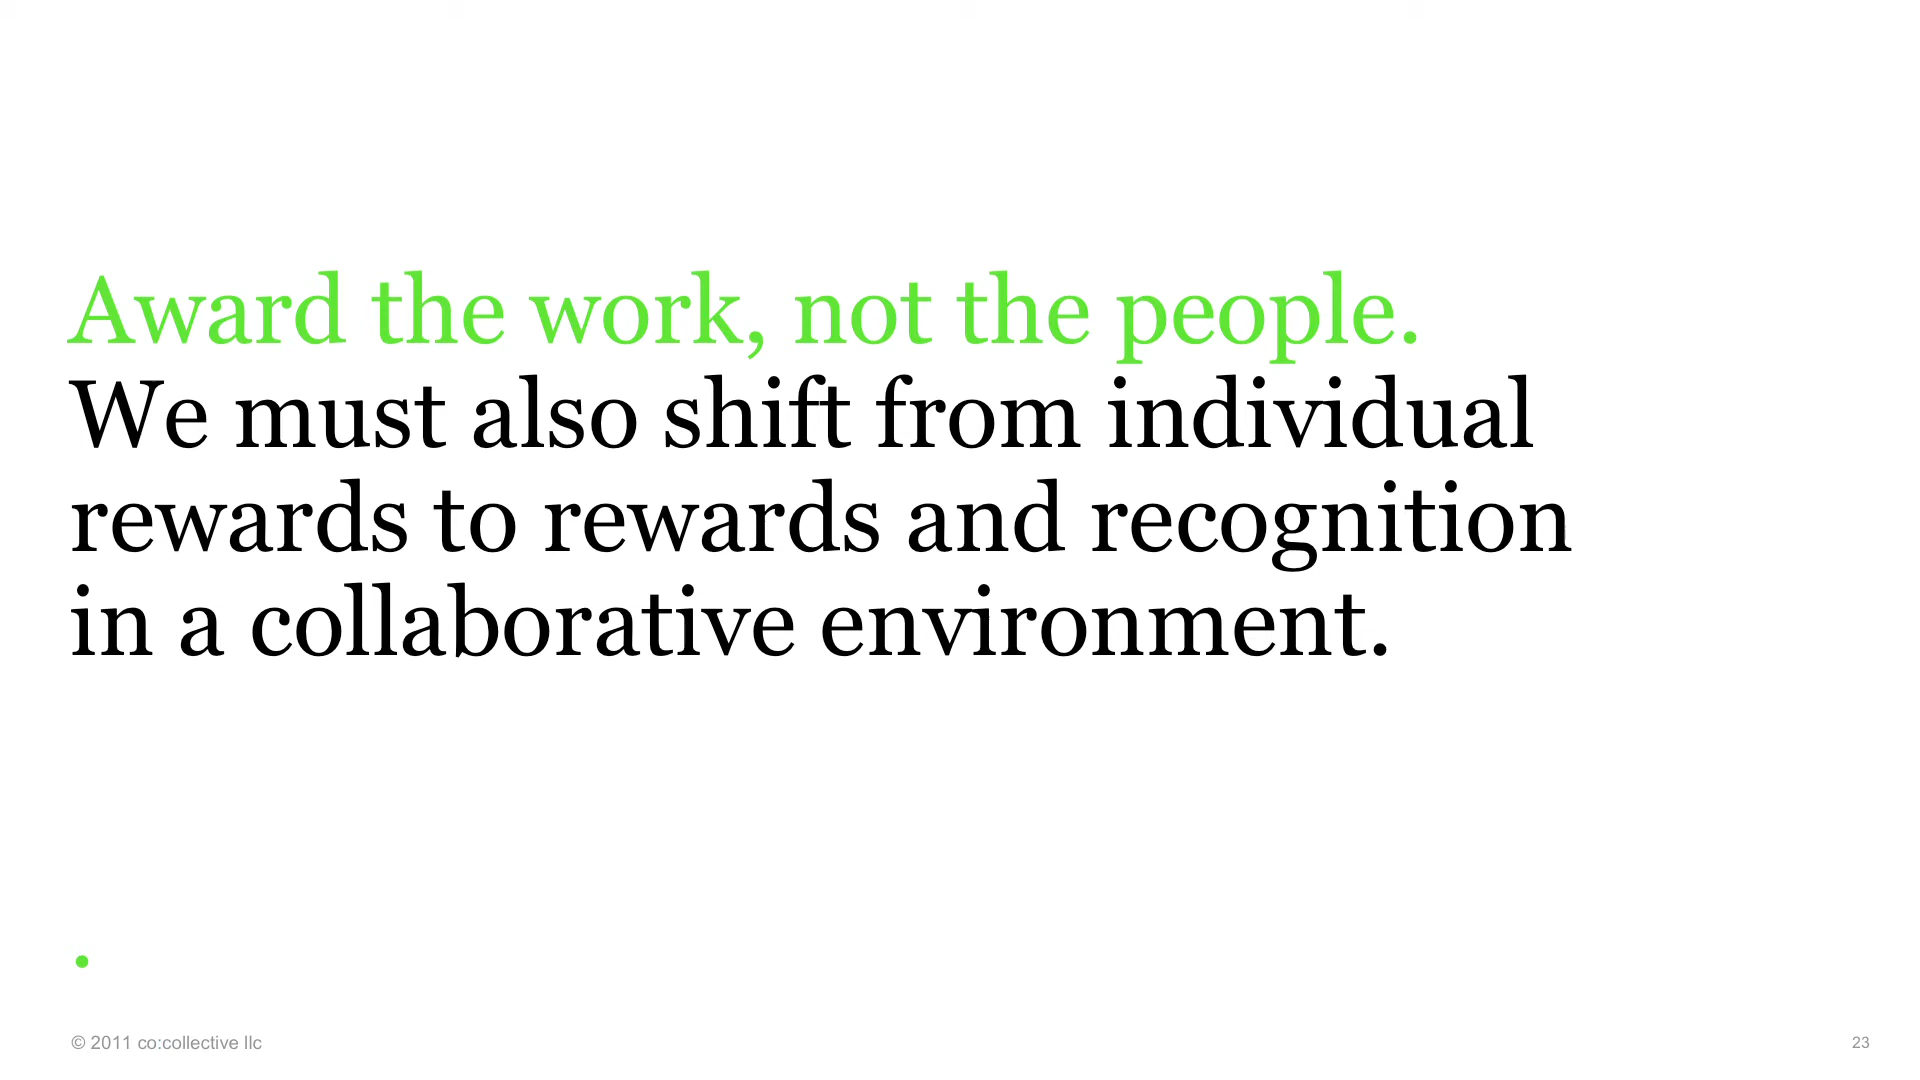 Award the work, not the people.
We must also shift from individual
rewards to rewards and recognition
in a collaborative environment.
© 2011 co:collective llc
23